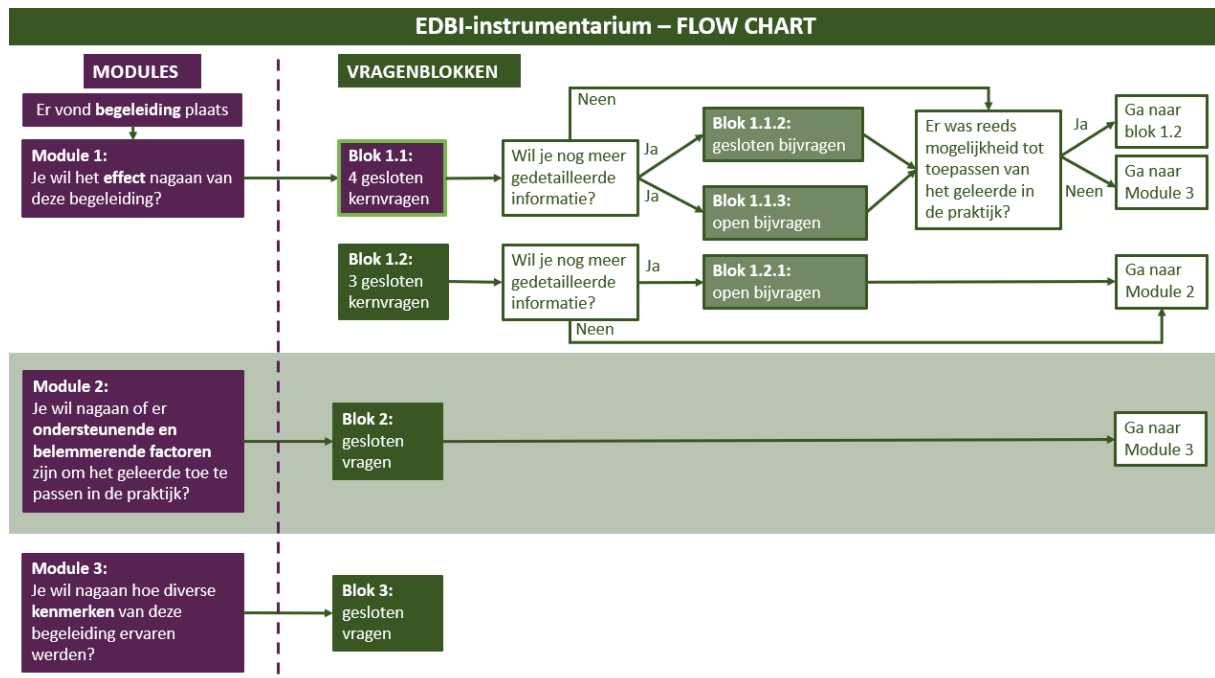 EDBI-instrumentarium – FLOW CHART
MODULES
VRAGENBLOKKEN
Er vond begeleiding plaats
Module 1:
Je wil het effect nagaan van
deze begeleiding?
Blok 1.1:
4 gesloten
kernvragen
Wil je nog meer
gedetailleerde
informatie?
Neen
Ja
Ja
Blok 1.1.2:
gesloten bijvragen
Blok 1.1.3:
open bijvragen
Er was reeds
mogelijkheid tot
toepassen van
het geleerde in
de praktijk?
Ja
Neen
Ga naar
blok 1.2
Ga naar
Module 3
Blok 1.2:
3 gesloten
kernvragen
Wil je nog meer
gedetailleerde
informatie?
Ja
Neen
Blok 1.2.1:
open bijvragen
Ga naar
Module 2
Module 2:
Je wil nagaan of er
ondersteunende en
belemmerende factoren
zijn om het geleerde toe te
passen in de praktijk?
Blok 2:
gesloten
vragen
Ga naar
Module 3
Module 3:
Je wil nagaan hoe diverse
kenmerken van deze
begeleiding ervaren
werden?
Blok 3:
gesloten
vragen